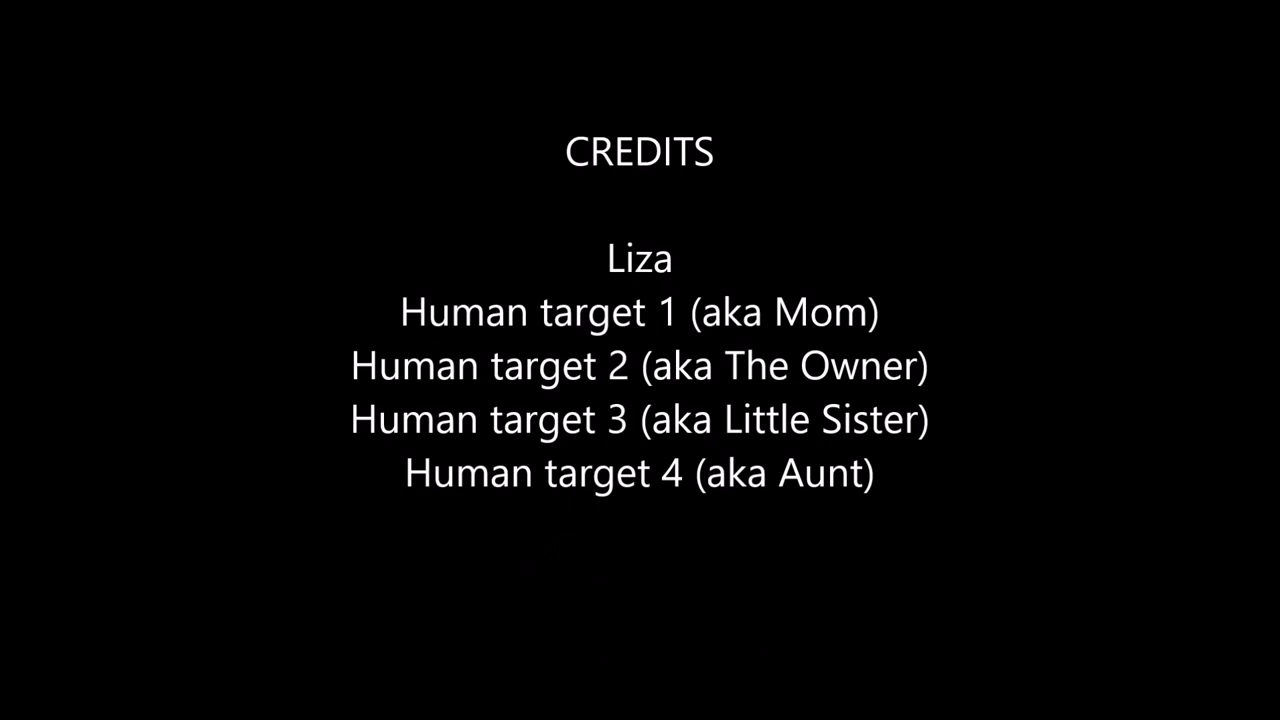 CREDITS
Liza
Human target 1 (aka Mom)
Human target 2 (aka The Owner)
Human target 3 (aka Little Sister)
Human target 4 (aka Aunt)